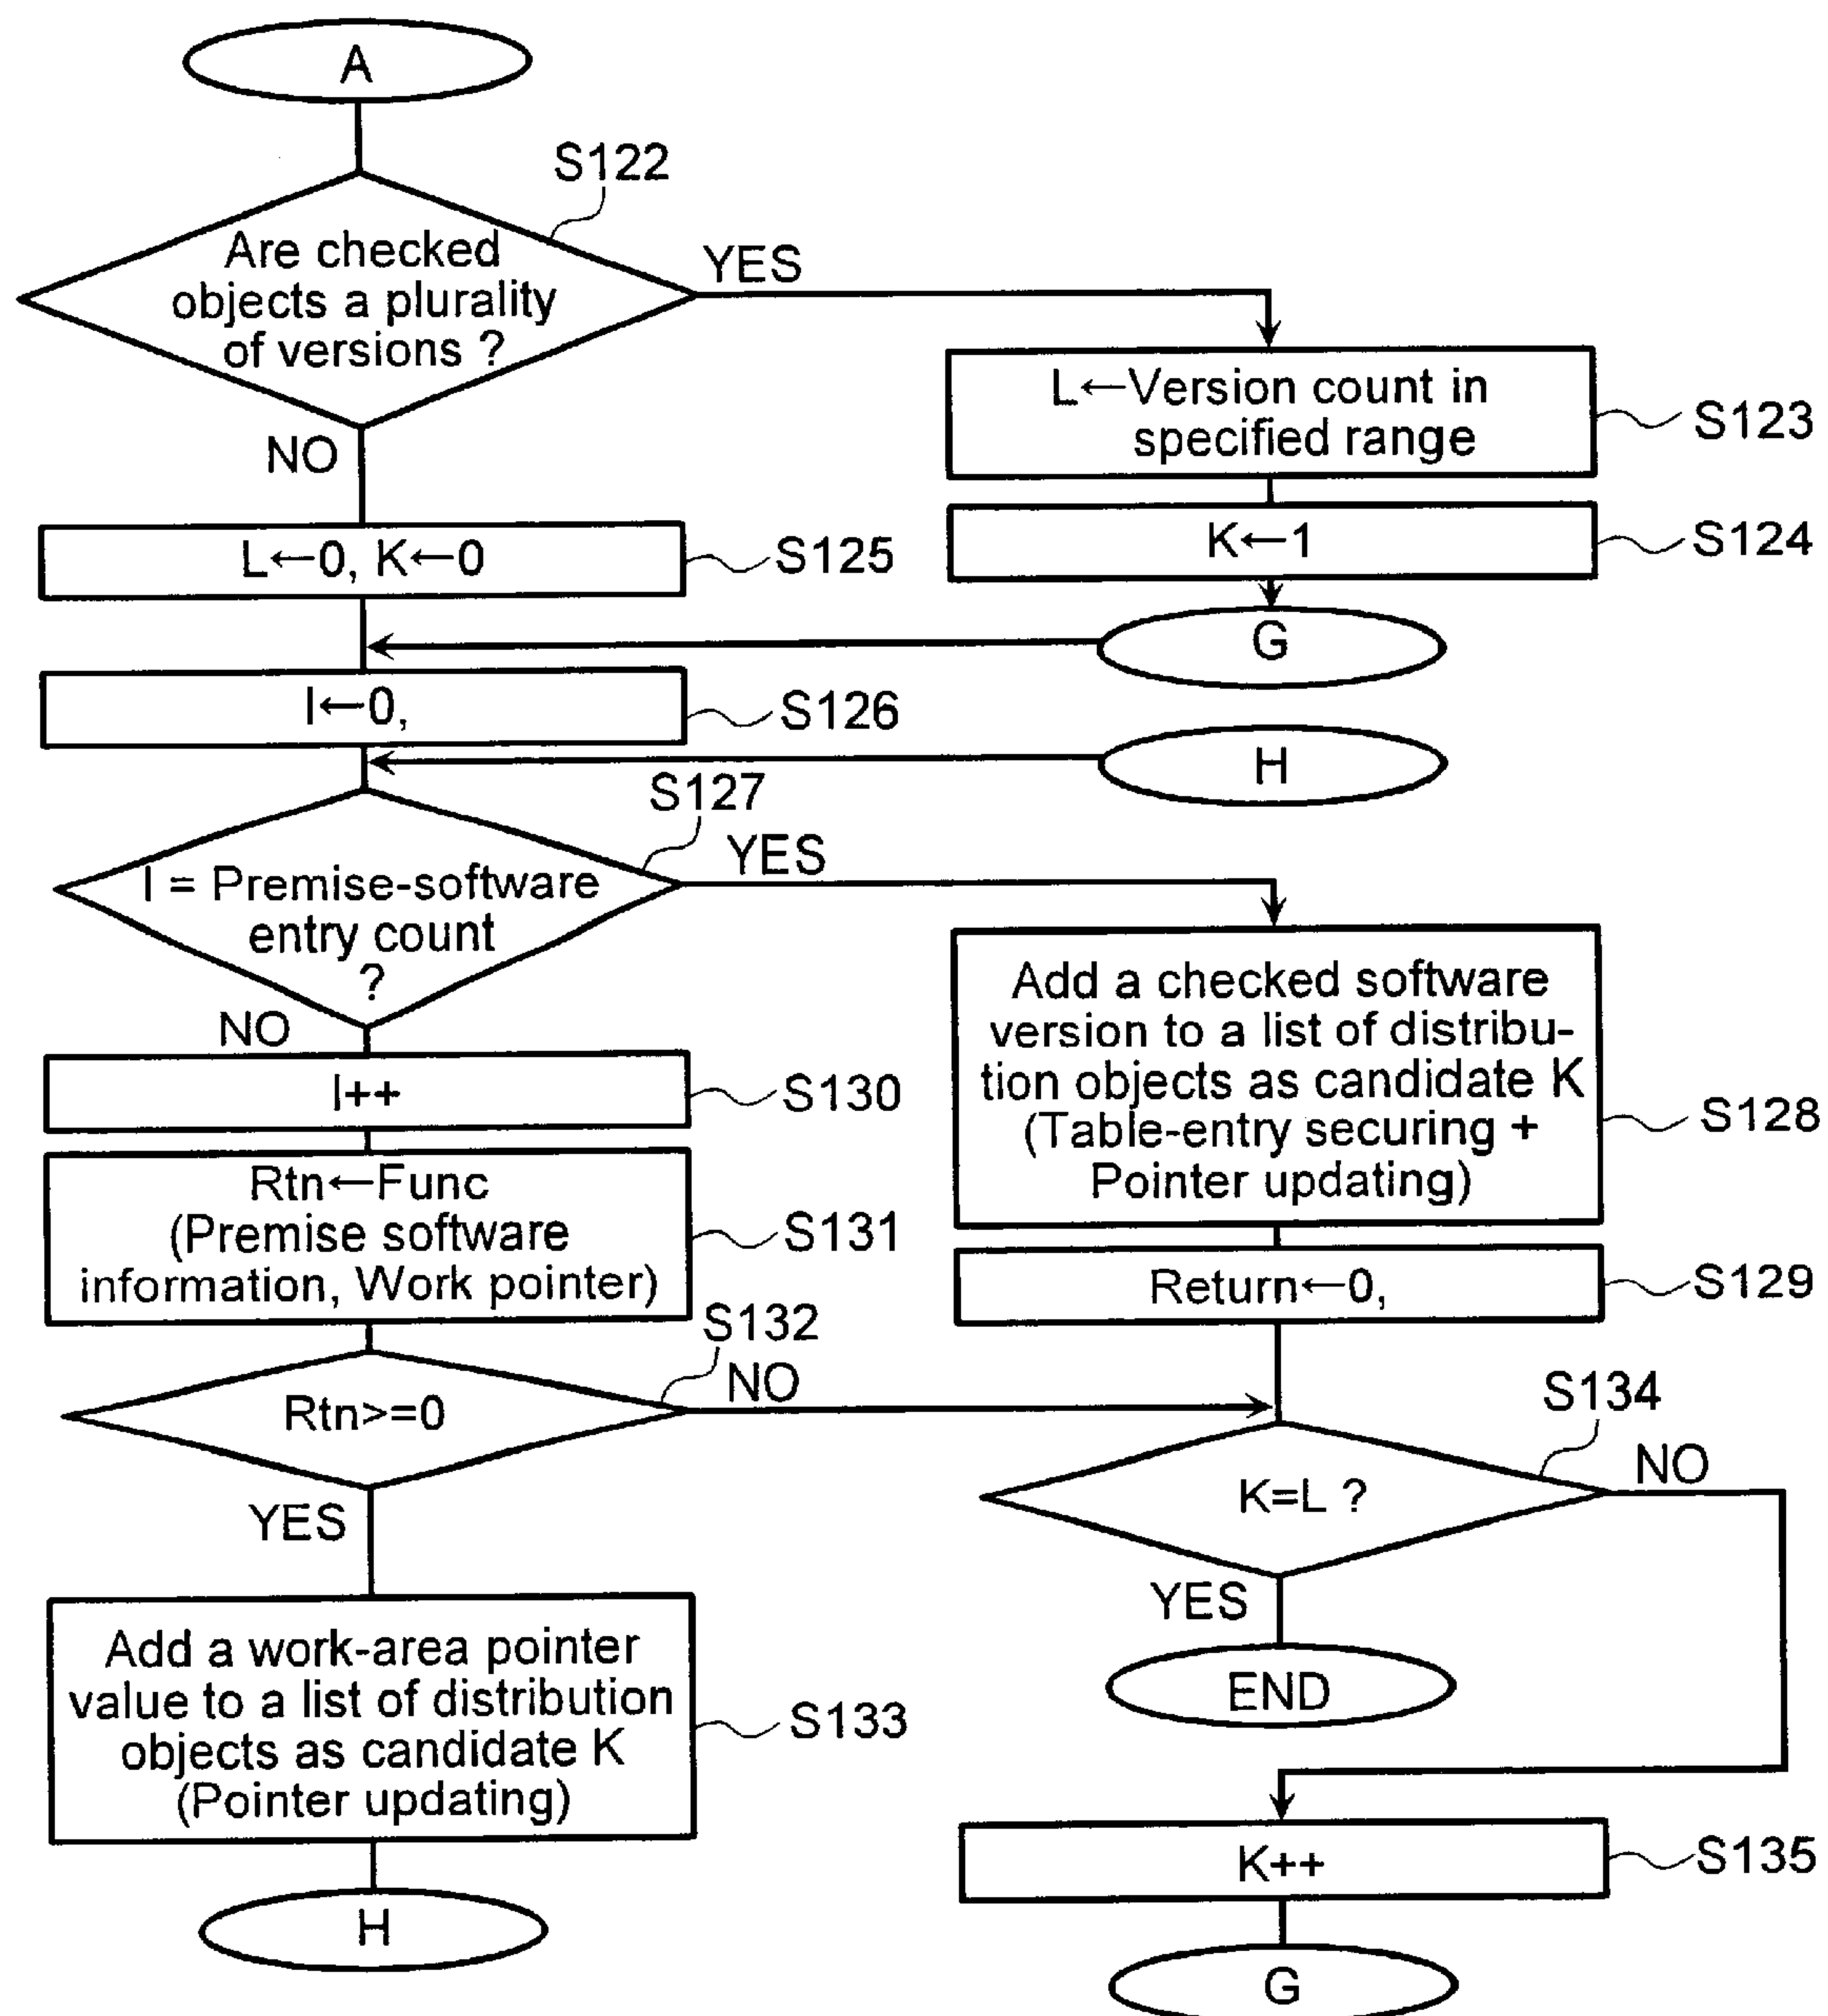 A
S122
Are checked
objects a plurality
of versions ?
YES
NO
L←Version count in
specified range
S123
K←1
S124
L←0, K←0
S125
G
I←0,
S126
H
S127
I = Premise-software
entry count
?
YES
NO
Add a checked software
version to a list of distribu-
tion objects as candidate K
(Table-entry securing +
Pointer updating)
S128
I++
S130
Rtn←Func
(Premise software
information, Work pointer)
S131
Return←0,
S129
S132
Rtn>=0
NO
YES
S134
K=L ?
NO
YES
END
Add a work-area pointer
value to a list of distribution
objects as candidate K
(Pointer updating)
S133
K++
S135
H
G